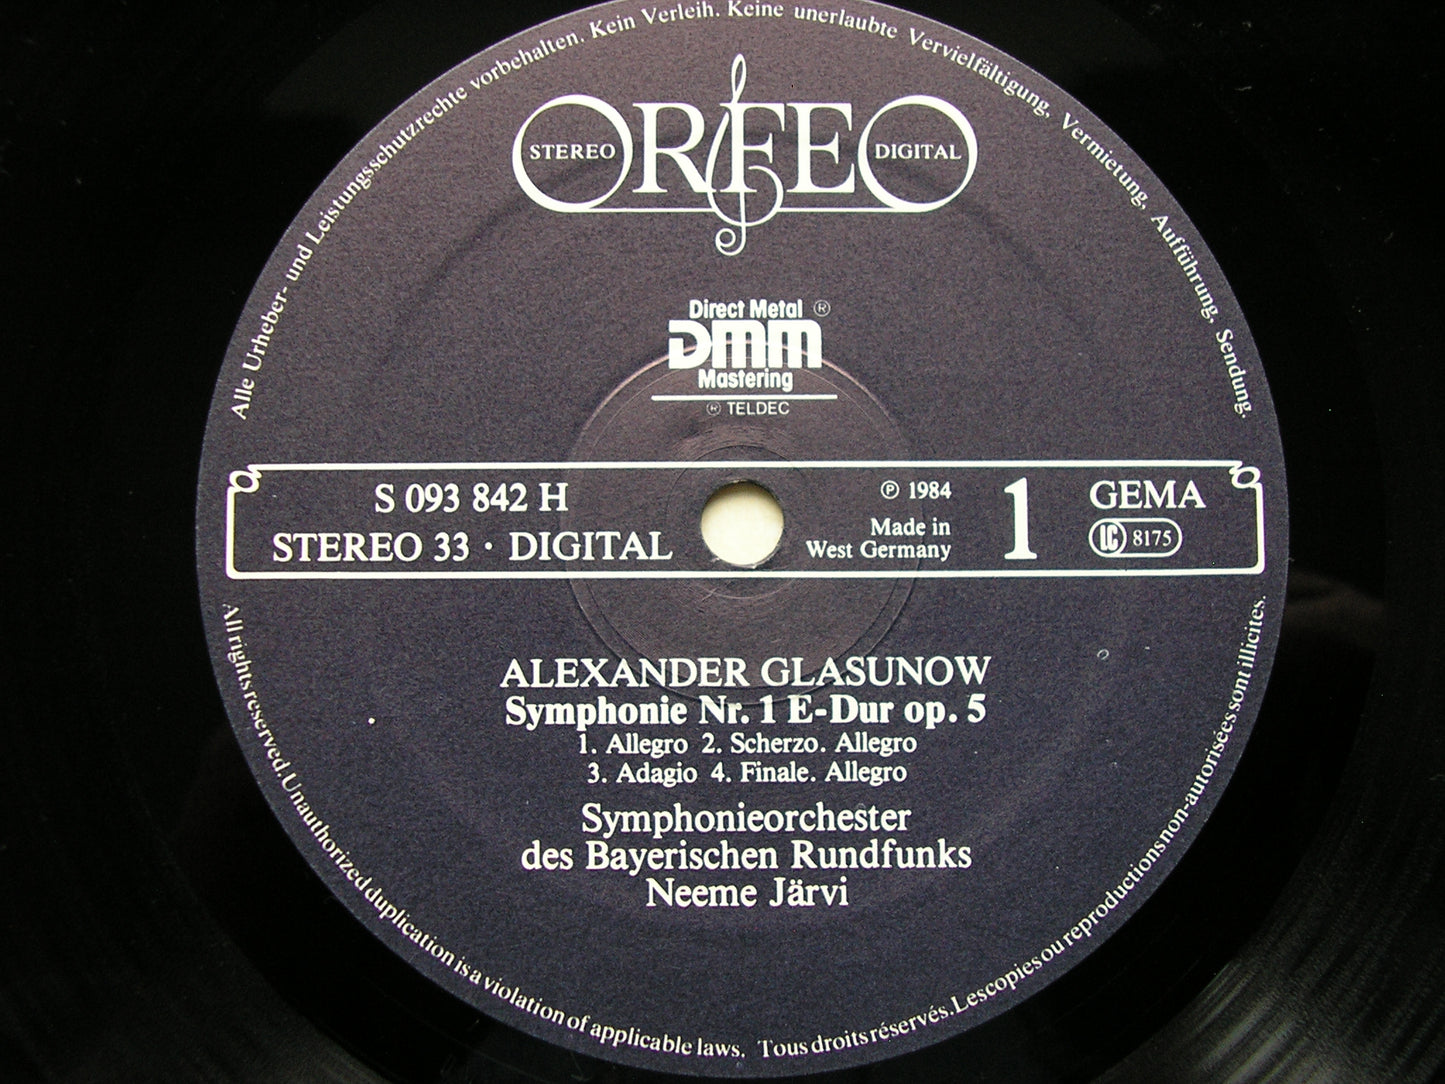 Alle Urheber- und Leistungsschutzrechte vorbehalten. Kein Verleih. Keine unerlaubte Vervielfältigung, Vermietung, Aufführung, Sendung.
ORFEO
STEREO
DIGITAL
Direct Metal ®
DMM
Mastering
® TELDEC
S 093 842 H
STEREO 33 · DIGITAL
℗ 1984
Made in
West Germany
1
GEMA
LC 8175
ALEXANDER GLASUNOW
Symphonie Nr. 1 E-Dur op. 5
1. Allegro 2. Scherzo. Allegro
3. Adagio 4. Finale. Allegro
Symphonieorchester
des Bayerischen Rundfunks
Neeme Järvi
All rights reserved. Unauthorized duplication is a violation of applicable laws. Tous droits réservés. Les copies ou reproductions non-autorisées sont illicites.